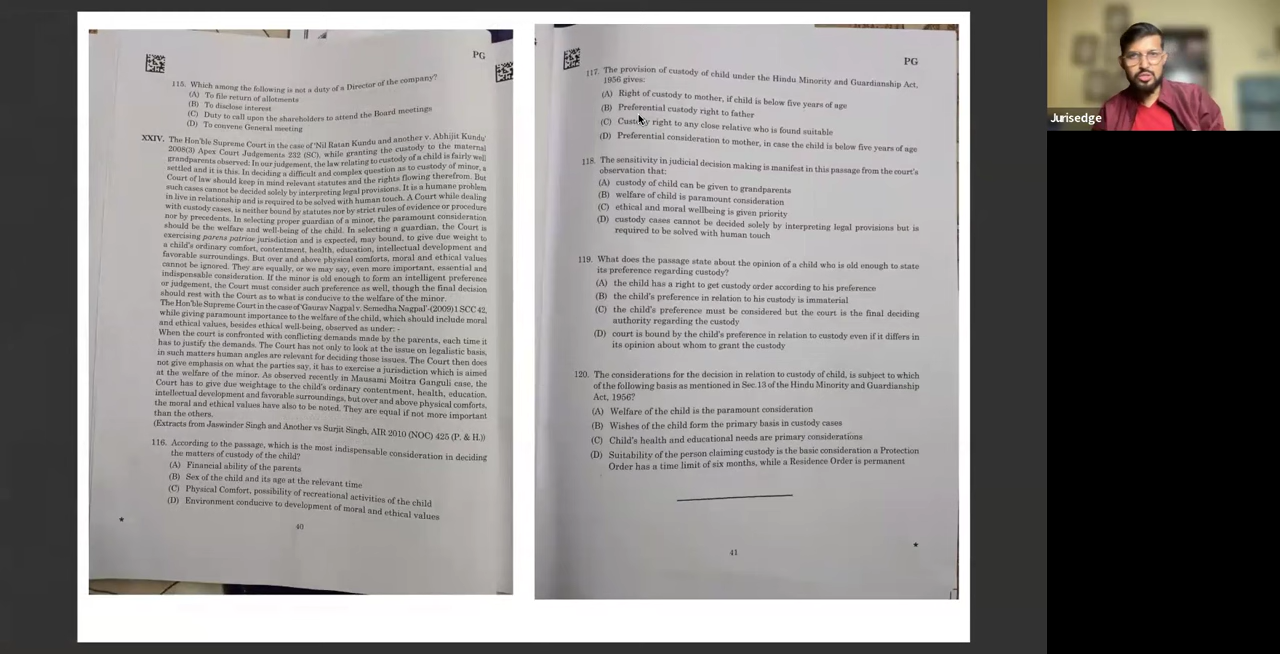 PG
115. Which among the following is not a duty of a Director of the company?
(A) To file return of allotments
(B) To disclose interest
(C) Duty to call upon the shareholders to attend the Board meetings
(D) To convene General meeting
XXIV. The Hon'ble Supreme Court in the case of 'Nil Ratan Kundu and another v. Abhijit Kundu'
2008(3) Apex Court Judgements 232 (SC), while granting the custody to the maternal
grandparents observed: In our judgement, the law relating to custody of a child is fairly well
settled and it is this. In deciding a difficult and complex question as to custody of minor, a
Court of law should keep in mind relevant statutes and the rights flowing therefrom. But
such cases cannot be decided solely by interpreting legal provisions. It is a humane problem
in live in relationship and is required to be solved with human touch. A Court while dealing
with custody cases, is neither bound by statutes nor by strict rules of evidence or procedure
nor by precedents. In selecting proper guardian of a minor, the paramount consideration
should be the welfare and well-being of the child. In selecting a guardian, the Court is
exercising parens patriae jurisdiction and is expected, may bound, to give due weight to
a child's ordinary comfort, contentment, health, education, intellectual development and
favorable surroundings. But over and above physical comforts, moral and ethical values
cannot be ignored. They are equally, or we may say, even more important, essential and
indispensable consideration. If the minor is old enough to form an intelligent preference
or judgement, the Court must consider such preference as well, though the final decision
should rest with the Court as to what is conducive to the welfare of the minor.
The Hon'ble Supreme Court in the case of 'Gaurav Nagpal v. Semedha Nagpal'-(2009)1 SCC 42,
while giving paramount importance to the welfare of the child, which should include moral
and ethical values, besides ethical well-being, observed as under: -
When the court is confronted with conflicting demands made by the parents, each time it
has to justify the demands. The Court has not only to look at the issue on legalistic basis,
in such matters human angles are relevant for deciding those issues. The Court then does
not give emphasis on what the parties say, it has to exercise a jurisdiction which is aimed
at the welfare of the minor. As observed recently in Mausami Moitra Ganguli case, the
Court has to give due weightage to the child's ordinary contentment, health, education,
intellectual development and favorable surroundings, but over and above physical comforts,
the moral and ethical values have also to be noted. They are equal if not more important
than the others.
(Extracts from Jaswinder Singh and Another vs Surjit Singh, AIR 2010 (NOC) 425 (P. & H.))
116. According to the passage, which is the most indispensable consideration in deciding
the matters of custody of the child?
(A) Financial ability of the parents
(B) Sex of the child and its age at the relevant time
(C) Physical Comfort, possibility of recreational activities of the child
(D) Environment conducive to development of moral and ethical values
40
PG
117. The provision of custody of child under the Hindu Minority and Guardianship Act,
1956 gives:
(A) Right of custody to mother, if child is below five years of age
(B) Preferential custody right to father
(C) Custody right to any close relative who is found suitable
(D) Preferential consideration to mother, in case the child is below five years of age
118. The sensitivity in judicial decision making is manifest in this passage from the court's
observation that:
(A) custody of child can be given to grandparents
(B) welfare of child is paramount consideration
(C) ethical and moral wellbeing is given priority
(D) custody cases cannot be decided solely by interpreting legal provisions but is
required to be solved with human touch
119. What does the passage state about the opinion of a child who is old enough to state
its preference regarding custody?
(A) the child has a right to get custody order according to his preference
(B) the child's preference in relation to his custody is immaterial
(C) the child's preference must be considered but the court is the final deciding
authority regarding the custody
(D) court is bound by the child's preference in relation to custody even if it differs in
its opinion about whom to grant the custody
120. The considerations for the decision in relation to custody of child, is subject to which
of the following basis as mentioned in Sec.13 of the Hindu Minority and Guardianship
Act, 1956?
(A) Welfare of the child is the paramount consideration
(B) Wishes of the child form the primary basis in custody cases
(C) Child's health and educational needs are primary considerations
(D) Suitability of the person claiming custody is the basic consideration a Protection
Order has a time limit of six months, while a Residence Order is permanent
41
Jurisedge